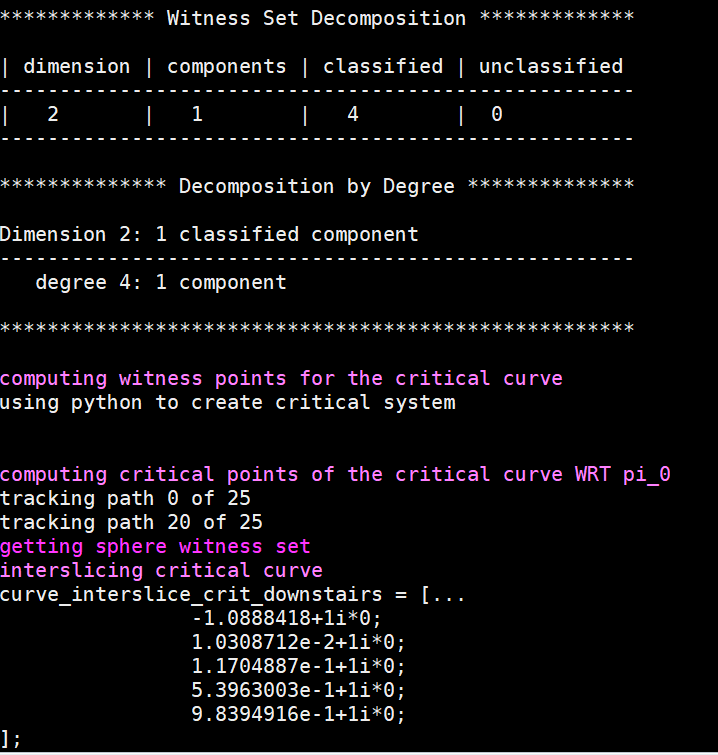 ************* Witness Set Decomposition *************
| dimension | components | classified | unclassified
-----------------------------------------------------
|   2       |   1        |   4        |  0
-----------------------------------------------------
************** Decomposition by Degree **************
Dimension 2: 1 classified component
-----------------------------------------------------
   degree 4: 1 component
*****************************************************
computing witness points for the critical curve
using python to create critical system
computing critical points of the critical curve WRT pi_0
tracking path 0 of 25
tracking path 20 of 25
getting sphere witness set
interslicing critical curve
curve_interslice_crit_downstairs = [...
                -1.0888418+1i*0;
                1.0308712e-2+1i*0;
                1.1704887e-1+1i*0;
                5.3963003e-1+1i*0;
                9.8394916e-1+1i*0;
];